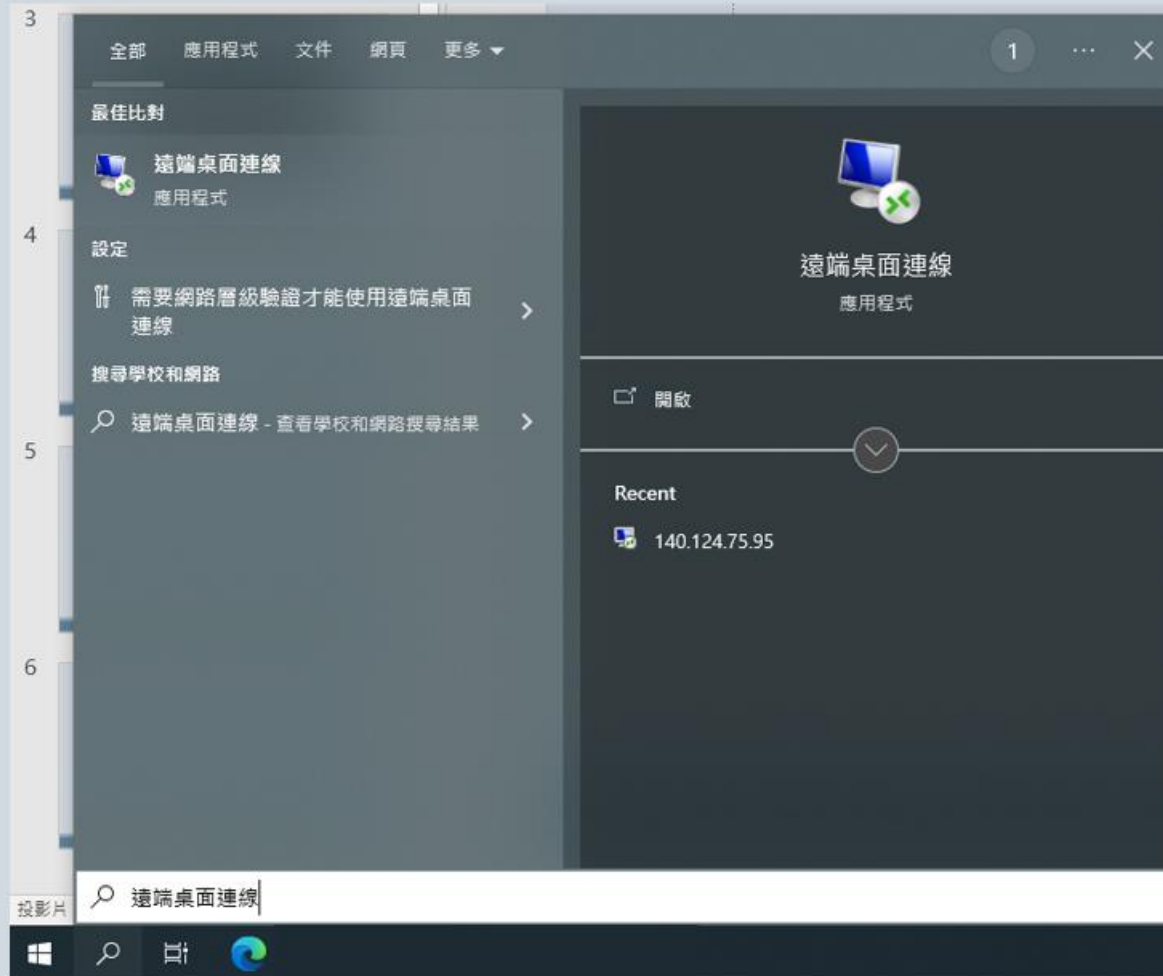 3
4
5
6
投影片
全部 應用程式 文件 網頁 更多
1 ...
最佳比對
遠端桌面連線
應用程式
設定
需要網路層級驗證才能使用遠端桌面
連線
搜尋學校和網路
遠端桌面連線 - 查看學校和網路搜尋結果
遠端桌面連線
應用程式
開啟
Recent
140.124.75.95
遠端桌面連線